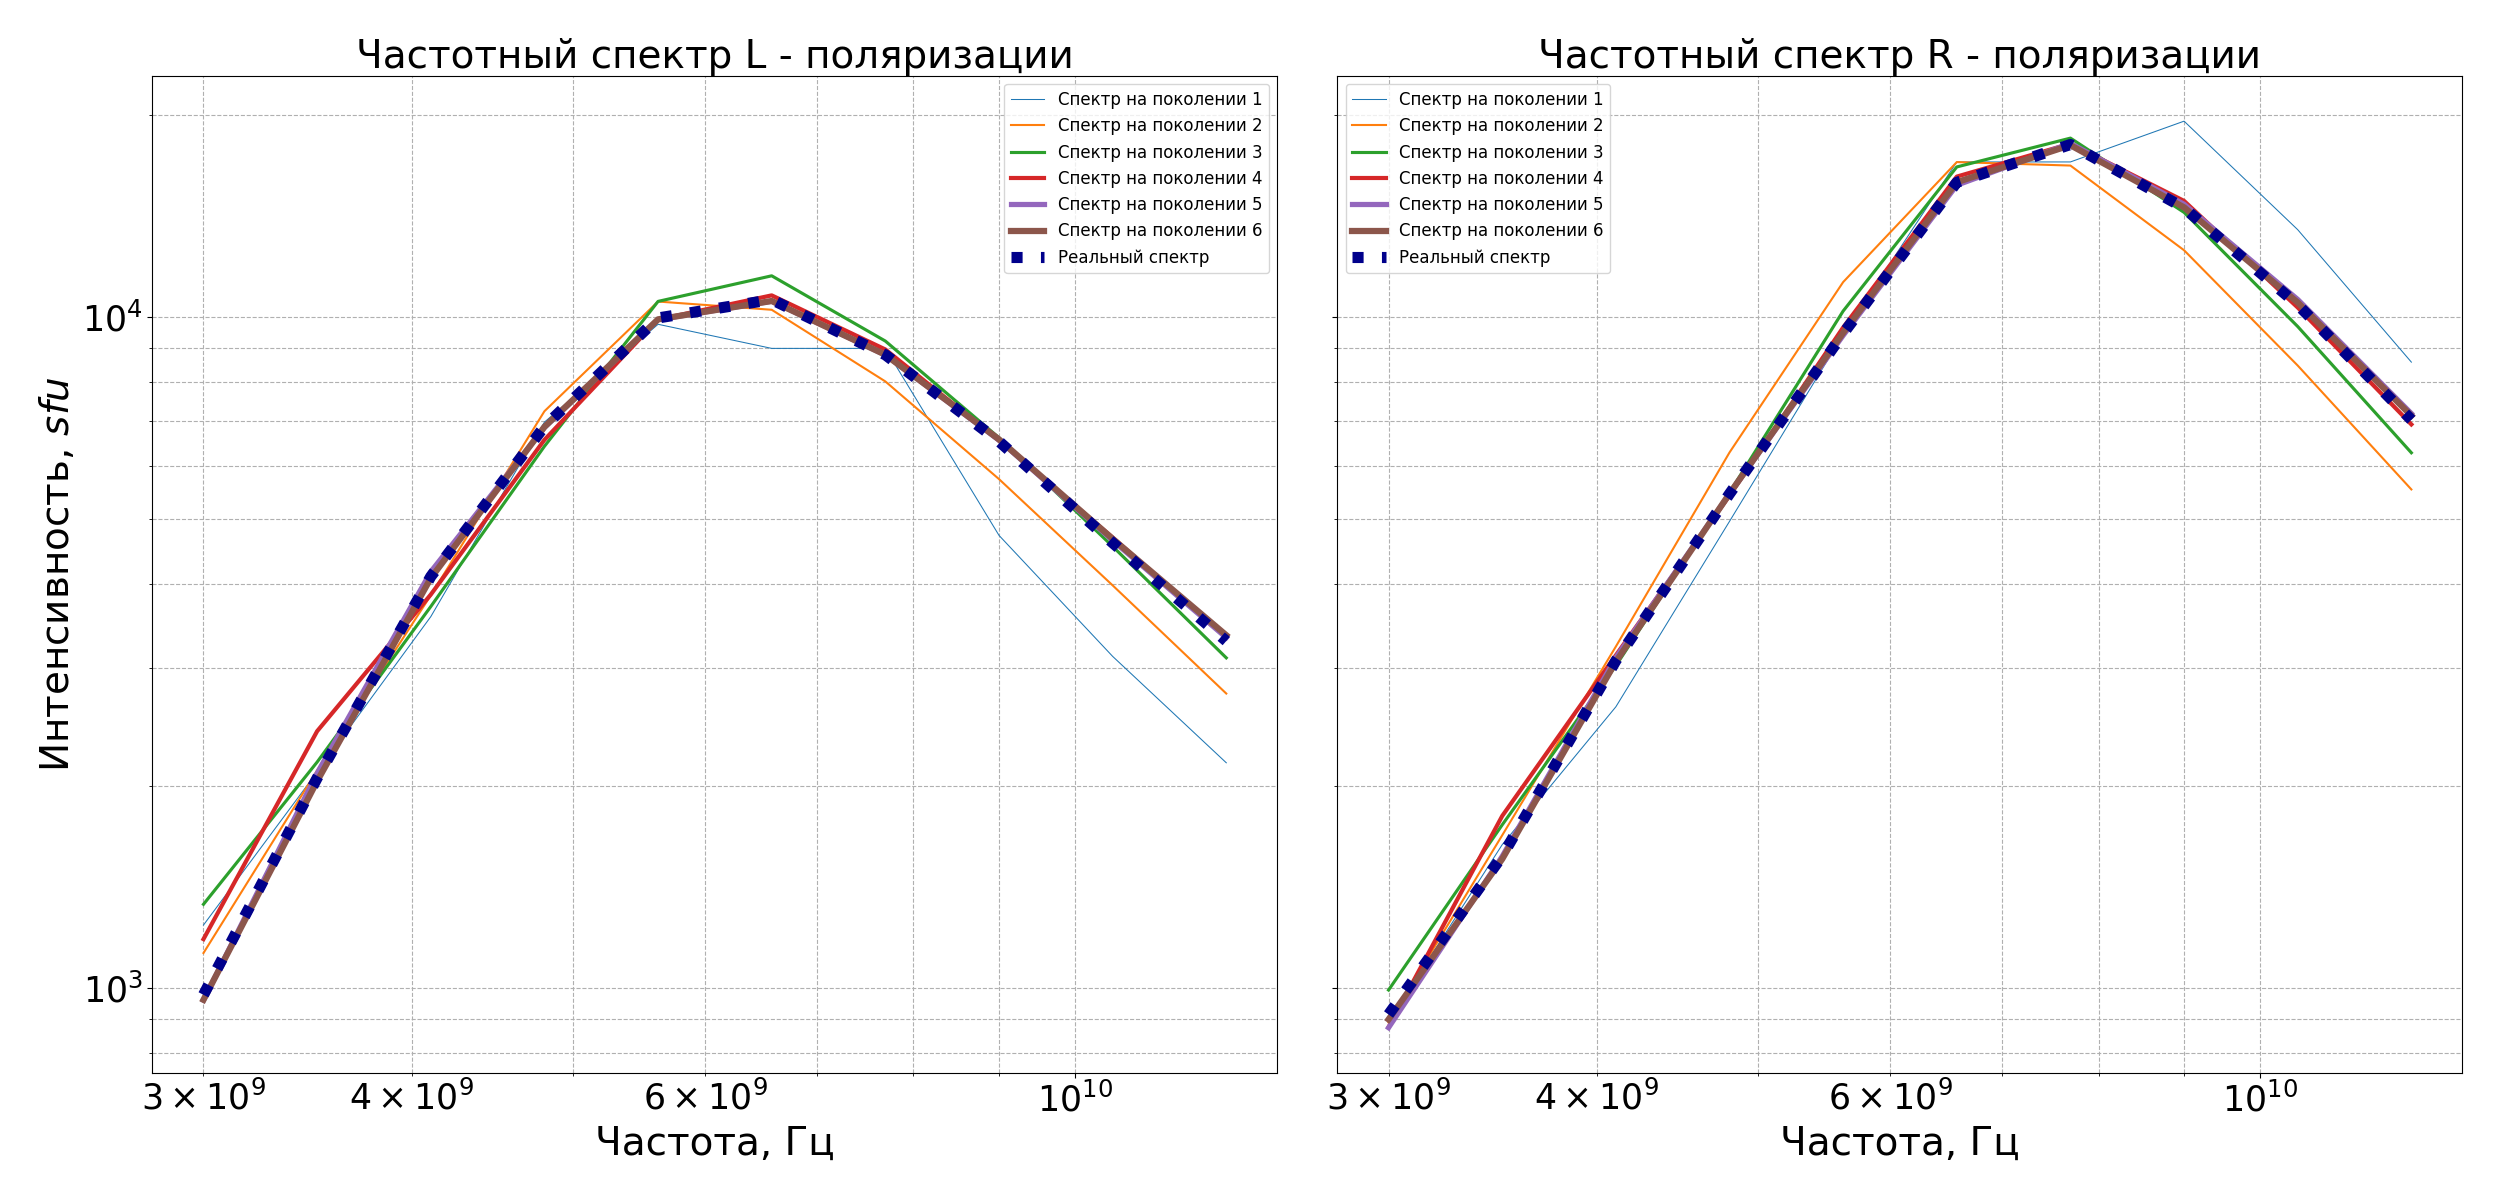 Частотный спектр L - поляризации
Спектр на поколении 1
Спектр на поколении 2
Спектр на поколении 3
Спектр на поколении 4
Спектр на поколении 5
Спектр на поколении 6
Реальный спектр
Интенсивность, sfu
10⁴
10³
3 × 10⁹
4 × 10⁹
6 × 10⁹
10¹⁰
Частота, Гц
Частотный спектр R - поляризации
Спектр на поколении 1
Спектр на поколении 2
Спектр на поколении 3
Спектр на поколении 4
Спектр на поколении 5
Спектр на поколении 6
Реальный спектр
3 × 10⁹
4 × 10⁹
6 × 10⁹
10¹⁰
Частота, Гц